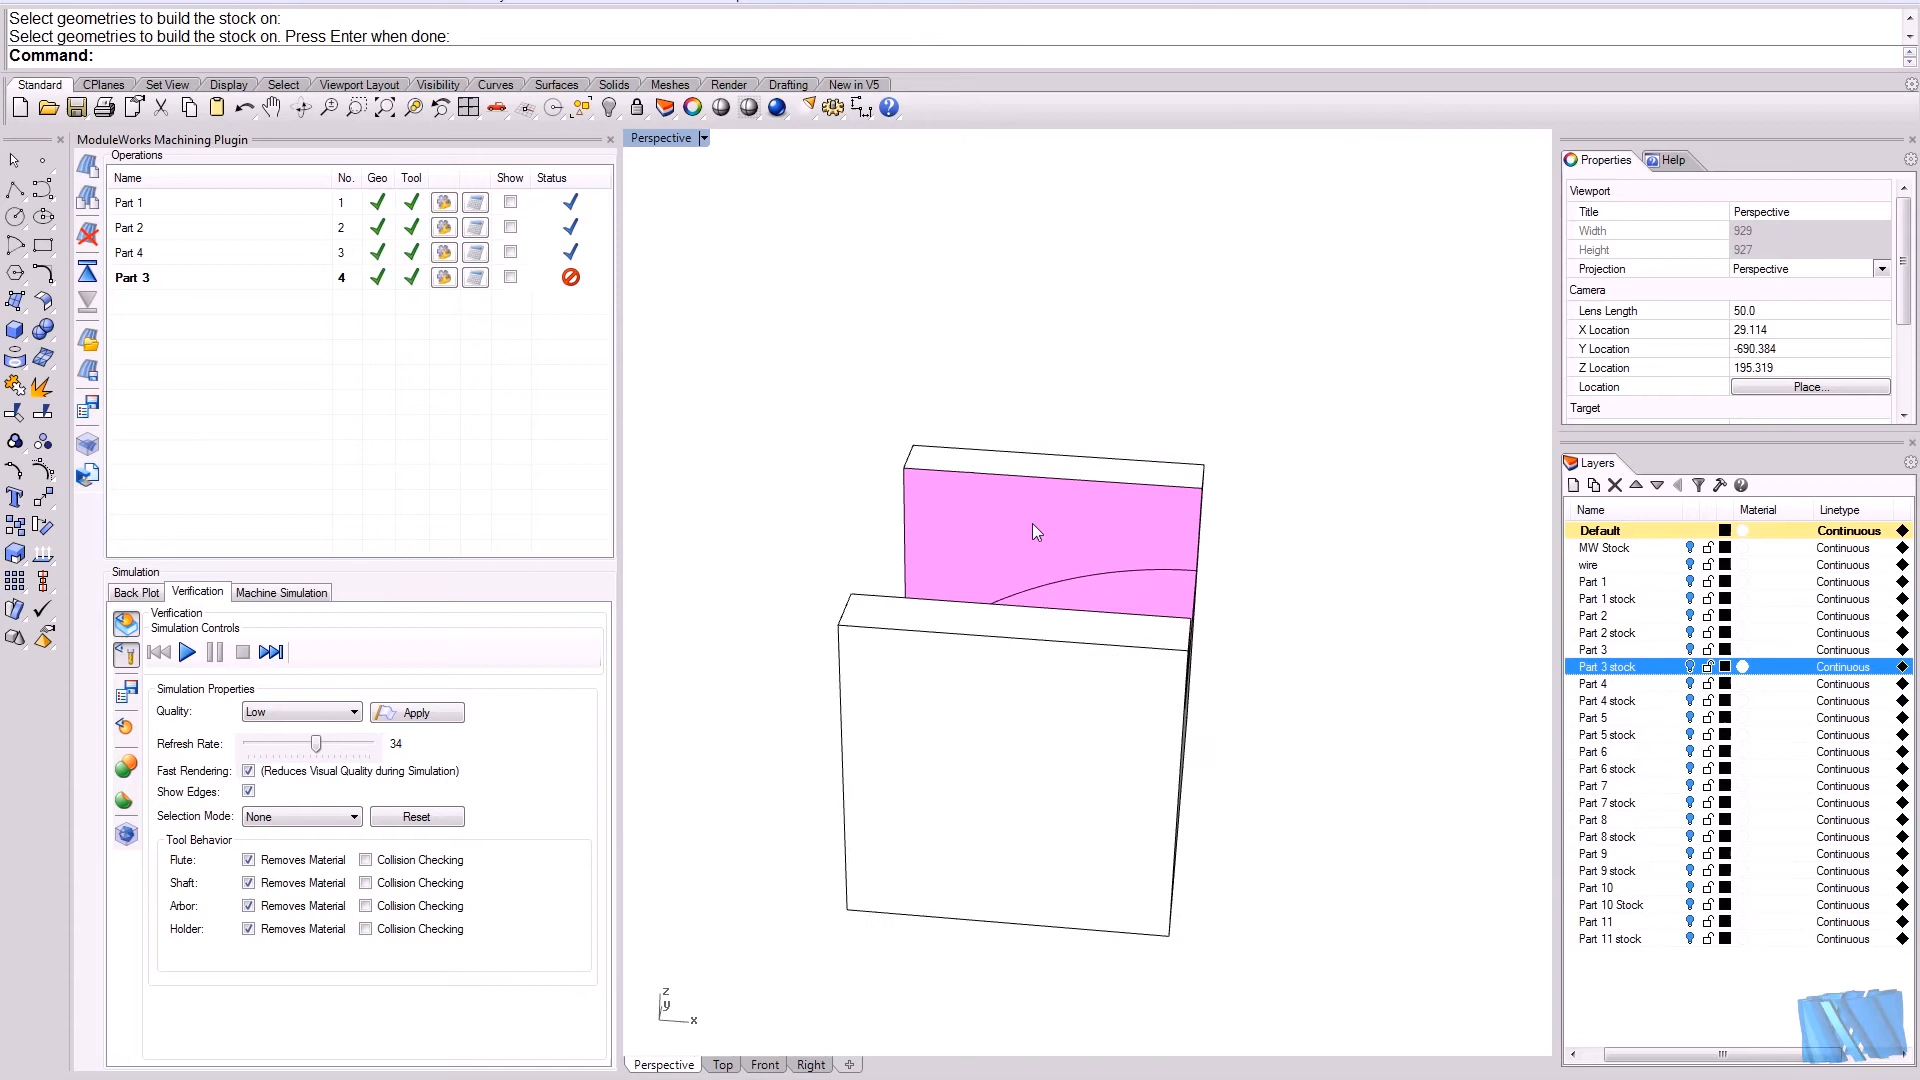 Select geometries to build the stock on:
Select geometries to build the stock on. Press Enter when done:
Command:
Standard CPlanes Set View Display Select Viewport Layout Visibility Curves Surfaces Solids Meshes Render Drafting New in V5
ModuleWorks Machining Plugin
Operations
Name No. Geo Tool Show Status
Part 1 1
Part 2 2
Part 4 3
Part 3 4
Simulation
Back Plot Verification Machine Simulation
Verification
Simulation Controls
Simulation Properties
Quality: Low Apply
Refresh Rate: 34
Fast Rendering: (Reduces Visual Quality during Simulation)
Show Edges:
Selection Mode: None Reset
Tool Behavior
Flute: Removes Material Collision Checking
Shaft: Removes Material Collision Checking
Arbor: Removes Material Collision Checking
Holder: Removes Material Collision Checking
Perspective
z
y
x
Perspective Top Front Right
Properties Help
Viewport
Title Perspective
Width 929
Height 927
Projection Perspective
Camera
Lens Length 50.0
X Location 29.114
Y Location -690.384
Z Location 195.319
Location Place...
Target
Layers
Name Material Linetype
Default Continuous
MW Stock Continuous
wire Continuous
Part 1 Continuous
Part 1 stock Continuous
Part 2 Continuous
Part 2 stock Continuous
Part 3 Continuous
Part 3 stock Continuous
Part 4 Continuous
Part 4 stock Continuous
Part 5 Continuous
Part 5 stock Continuous
Part 6 Continuous
Part 6 stock Continuous
Part 7 Continuous
Part 7 stock Continuous
Part 8 Continuous
Part 8 stock Continuous
Part 9 Continuous
Part 9 stock Continuous
Part 10 Continuous
Part 10 Stock Continuous
Part 11 Continuous
Part 11 stock Continuous